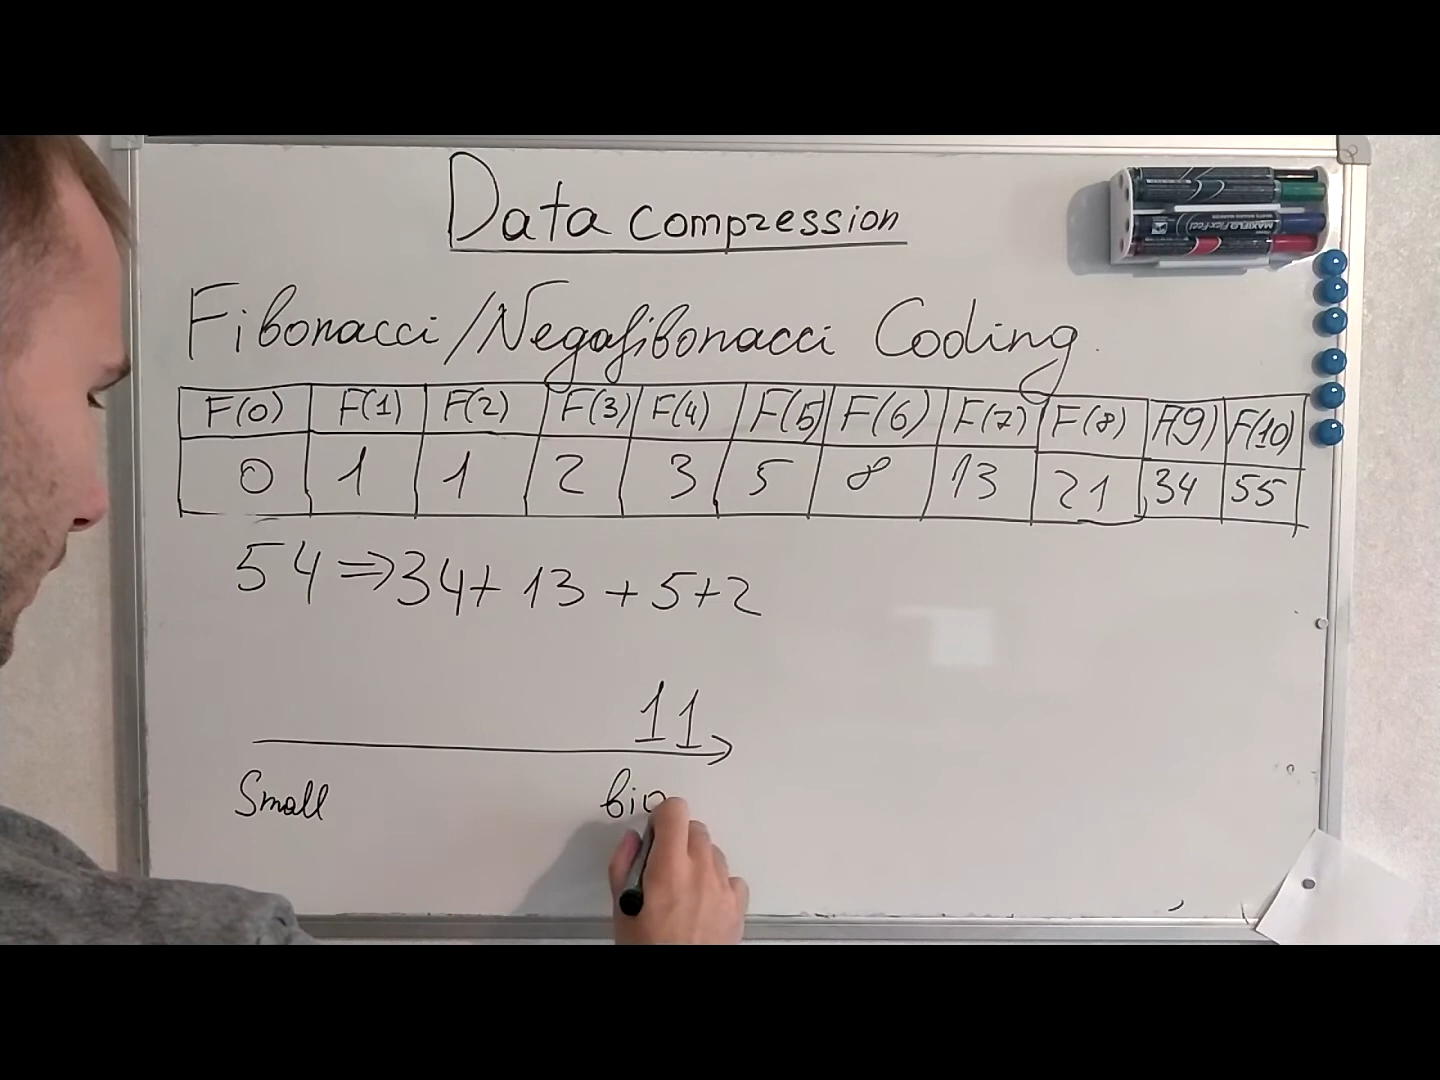 Data compression
Fibonacci/Negafibonacci Coding
F(0) F(1) F(2) F(3) F(4) F(5) F(6) F(7) F(8) F(9) F(10)
0 1 1 2 3 5 8 13 21 34 55
54 => 34+ 13 + 5+2
11
Small big